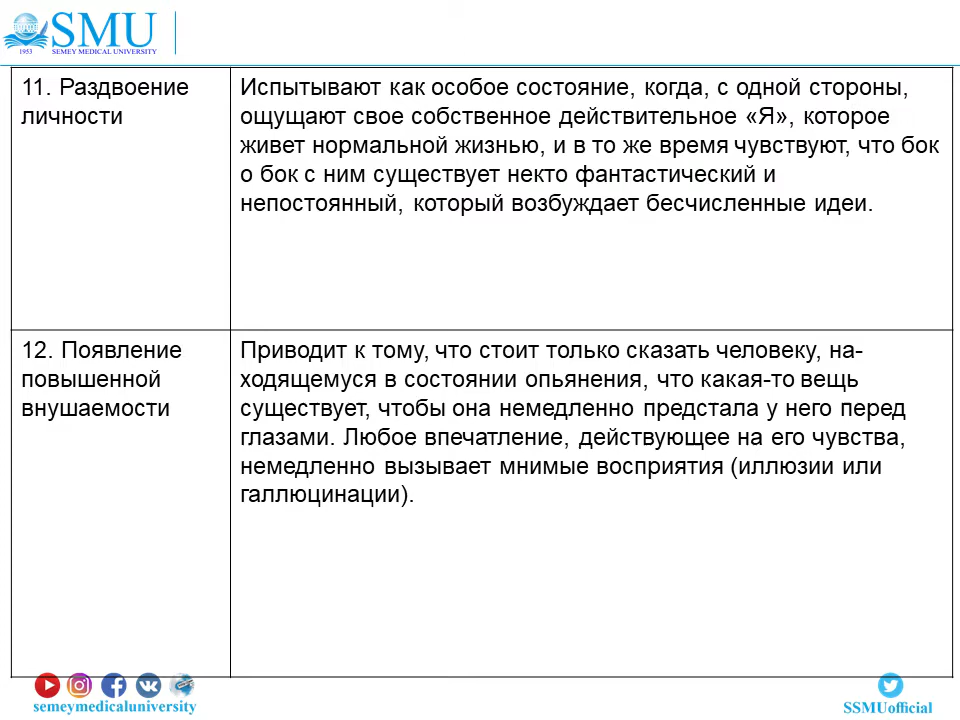 SMU
1953 SEMEY MEDICAL UNIVERSITY
11. Раздвоение
личности
Испытывают как особое состояние, когда, с одной стороны,
ощущают свое собственное действительное «Я», которое
живет нормальной жизнью, и в то же время чувствуют, что бок
о бок с ним существует некто фантастический и
непостоянный, который возбуждает бесчисленные идеи.
12. Появление
повышенной
внушаемости
Приводит к тому, что стоит только сказать человеку, на-
ходящемуся в состоянии опьянения, что какая-то вещь
существует, чтобы она немедленно предстала у него перед
глазами. Любое впечатление, действующее на его чувства,
немедленно вызывает мнимые восприятия (иллюзии или
галлюцинации).
semeymedicaluniversity
SSMUofficial